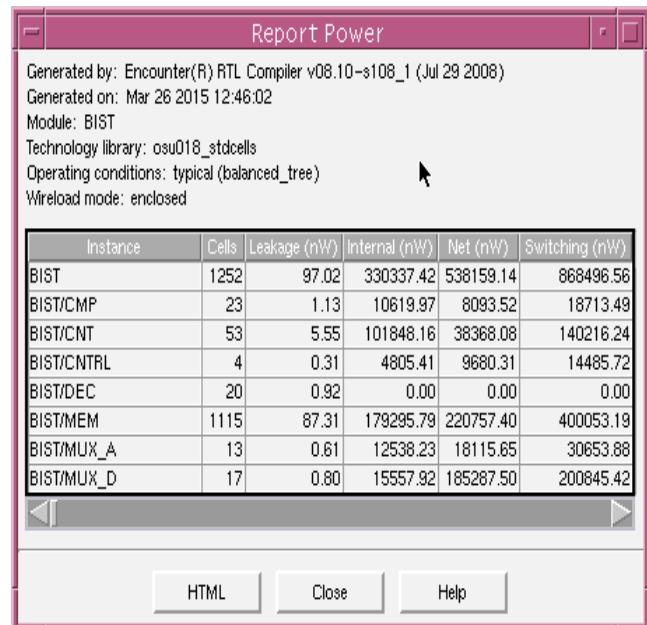 Report Power
Generated by: Encounter(R) RTL Compiler v08.10-s108_1 (Jul 29 2008)
Generated on: Mar 26 2015 12:46:02
Module: BIST
Technology library: osu018_stdcells
Operating conditions: typical (balanced_tree)
Wireload mode: enclosed
Instance Cells Leakage (nW) Internal (nW) Net (nW) Switching (nW)
BIST 1252 97.02 330337.42 538159.14 868496.56
BIST/CMP 23 1.13 10619.97 8093.52 18713.49
BIST/CNT 53 5.55 101848.16 38368.08 140216.24
BIST/CNTRL 4 0.31 4805.41 9680.31 14485.72
BIST/DEC 20 0.92 0.00 0.00 0.00
BIST/MEM 1115 87.31 179295.79 220757.40 400053.19
BIST/MUX_A 13 0.61 12538.23 18115.65 30653.88
BIST/MUX_D 17 0.80 15557.92 185287.50 200845.42
HTML Close Help